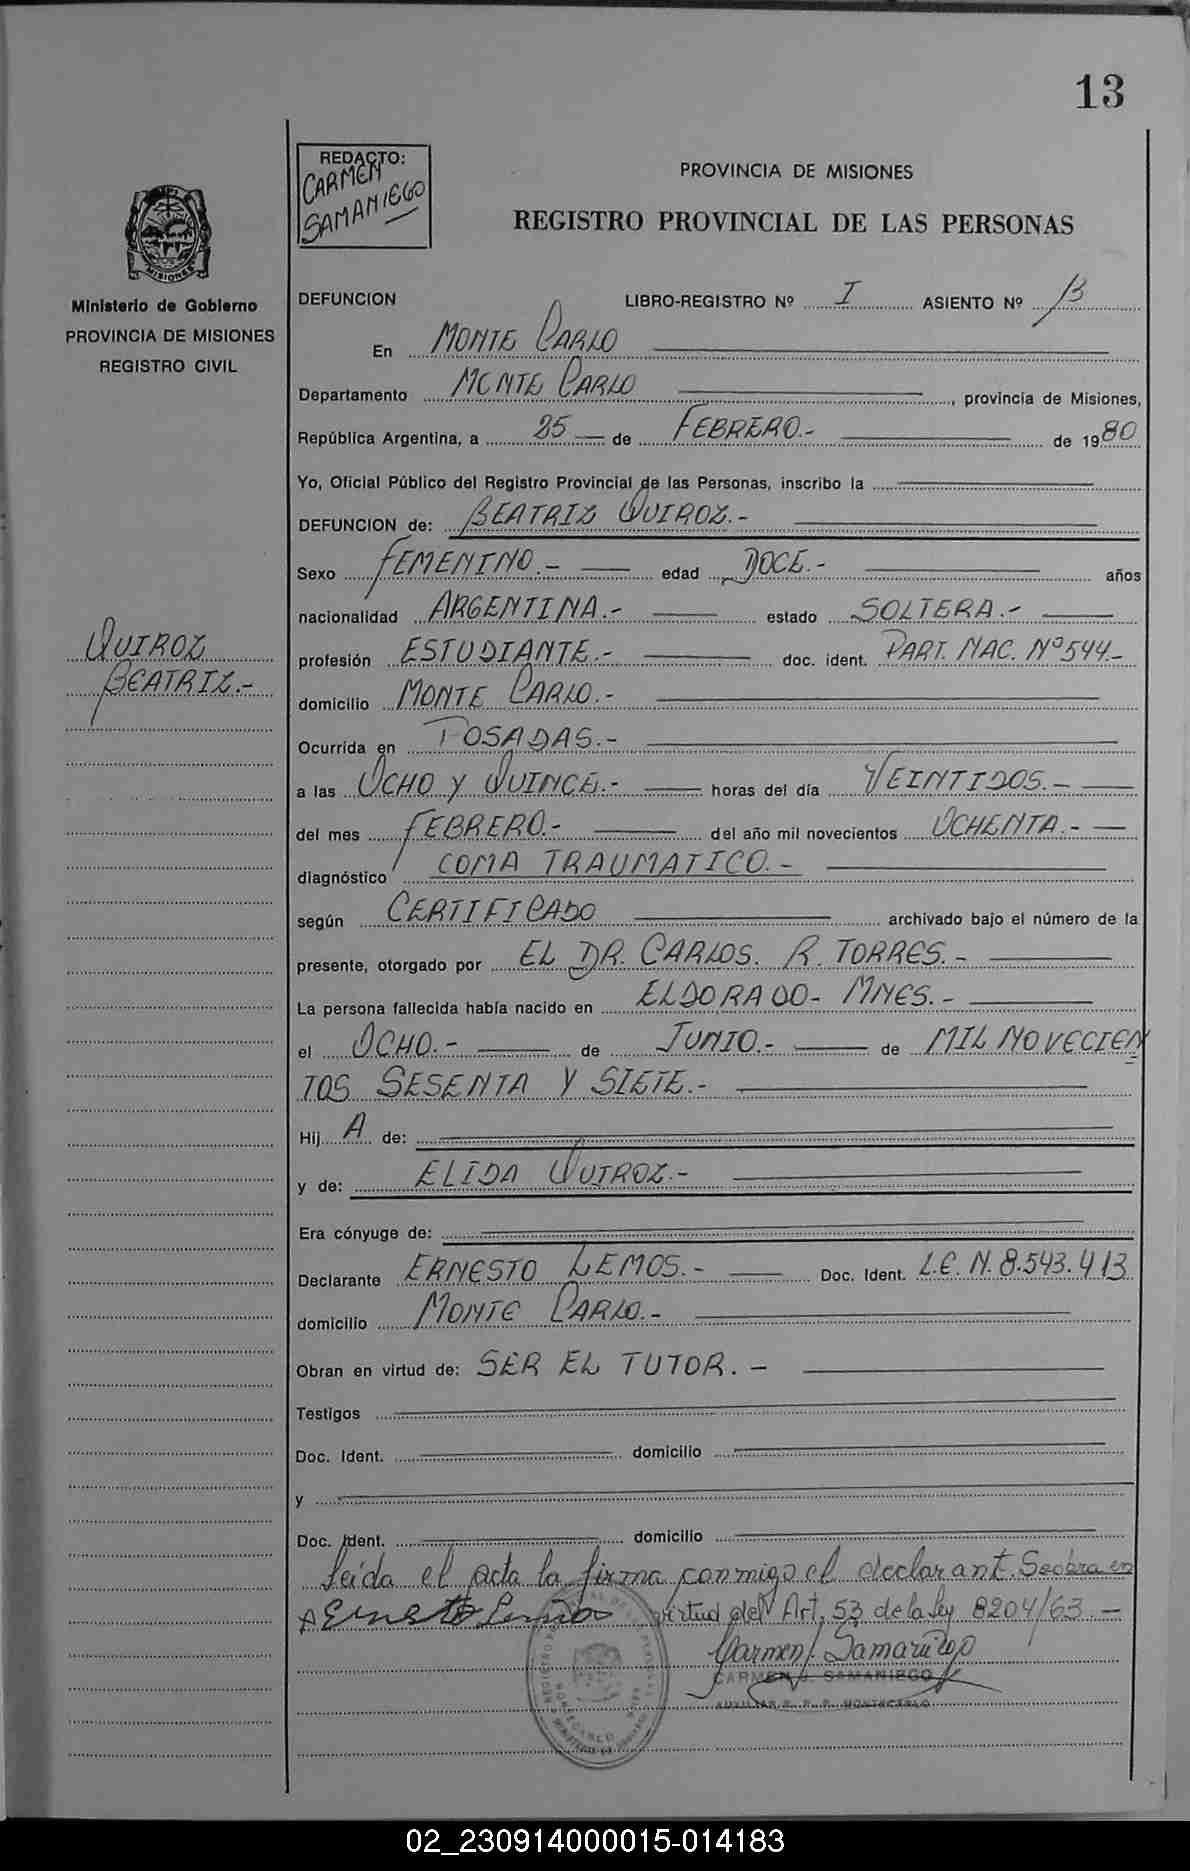 13
REDACTO:
CARMEN
SAMANIEGO
PROVINCIA DE MISIONES
REGISTRO PROVINCIAL DE LAS PERSONAS
MISIONES
Ministerio de Gobierno
PROVINCIA DE MISIONES
REGISTRO CIVIL
QUIROZ
BEATRIZ.-
DEFUNCION LIBRO-REGISTRO Nº I ASIENTO Nº 13
En MONTE CARLO
Departamento MONTE CARLO, provincia de Misiones,
República Argentina, a 25 de FEBRERO.- de 1980
Yo, Oficial Público del Registro Provincial de las Personas, inscribo la
DEFUNCION de: BEATRIZ QUIROZ.-
Sexo FEMENINO.- edad DOCE.- años
nacionalidad ARGENTINA.- estado SOLTERA.-
profesión ESTUDIANTE.- doc. ident. PART. NAC. Nº 544.-
domicilio MONTE CARLO.-
Ocurrida en POSADAS.-
a las OCHO Y QUINCE.- horas del día VEINTIDOS.-
del mes FEBRERO.- del año mil novecientos OCHENTA.-
diagnóstico COMA TRAUMATICO.-
según CERTIFICADO archivado bajo el número de la
presente, otorgado por EL DR. CARLOS. R. TORRES.-
La persona fallecida había nacido en ELDORADO- MNES.-
el OCHO.- de JUNIO.- de MIL NOVECIEN
TOS SESENTA Y SIETE.-
Hij A de:
y de: ELIDA QUIROZ.-
Era cónyuge de:
Declarante ERNESTO LEMOS.- Doc. Ident. L.E. N. 8.543.413
domicilio MONTE CARLO.-
Obran en virtud de: SER EL TUTOR.-
Testigos
Doc. Ident. domicilio
y
Doc. Ident. domicilio
Leida el acta la firma conmigo el declarant. Se obra en
virtud del Art. 53 de la ley 8204/63.-
Carmen J. Samaniego
CARMEN J. SAMANIEGO
AUXILIAR R. P. P. MONTECARLO
02_230914000015-014183